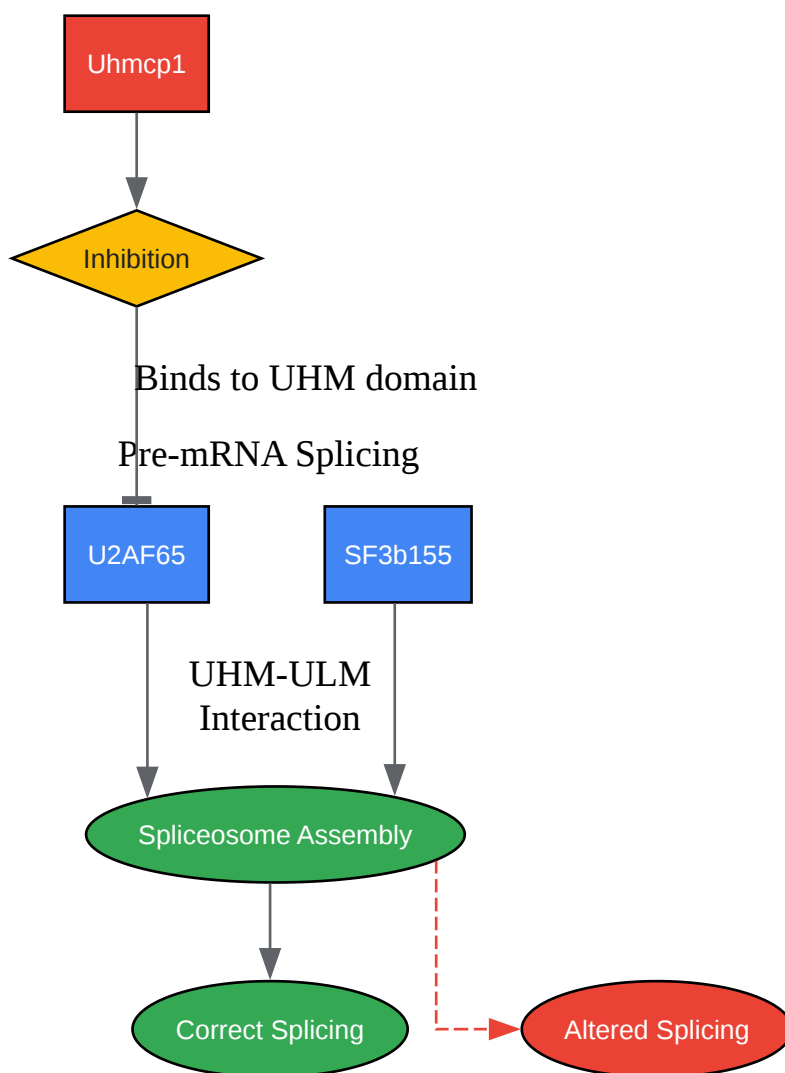 Uhmcp1
Inhibition
Binds to UHM domain
Pre-mRNA Splicing
U2AF65
SF3b155
UHM-ULM
Interaction
Spliceosome Assembly
Correct Splicing
Altered Splicing